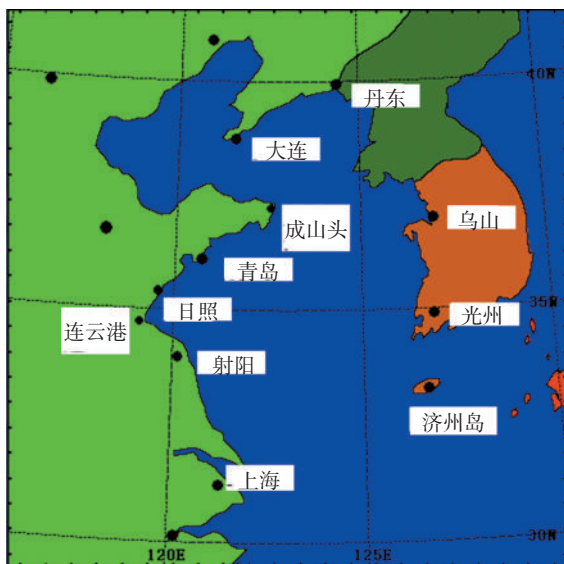 40N
丹东
大连
成山头
乌山
青岛
日照
35N
光州
连云港
射阳
济州岛
上海
30N
120E
125E